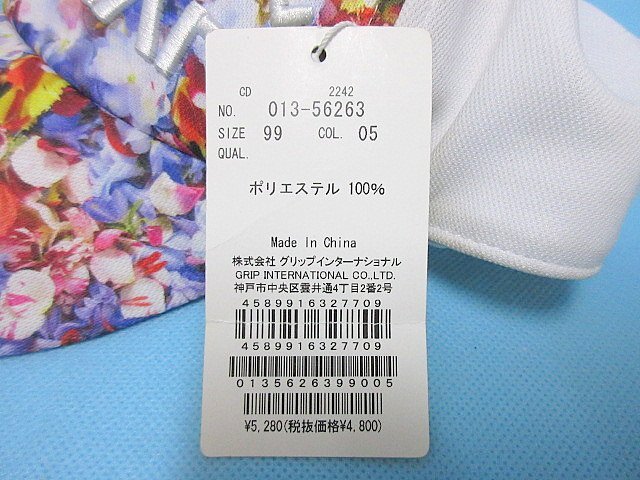 CD 2242
NO. 013-56263
SIZE 99 COL. 05
QUAL.
ポリエステル 100%
Made In China
株式会社 グリップインターナショナル
GRIP INTERNATIONAL CO.,LTD.
神戸市中央区雲井通4丁目2番2号
4589916327709
4589916327709
0135626399005
¥5,280(税抜価格¥4,800)